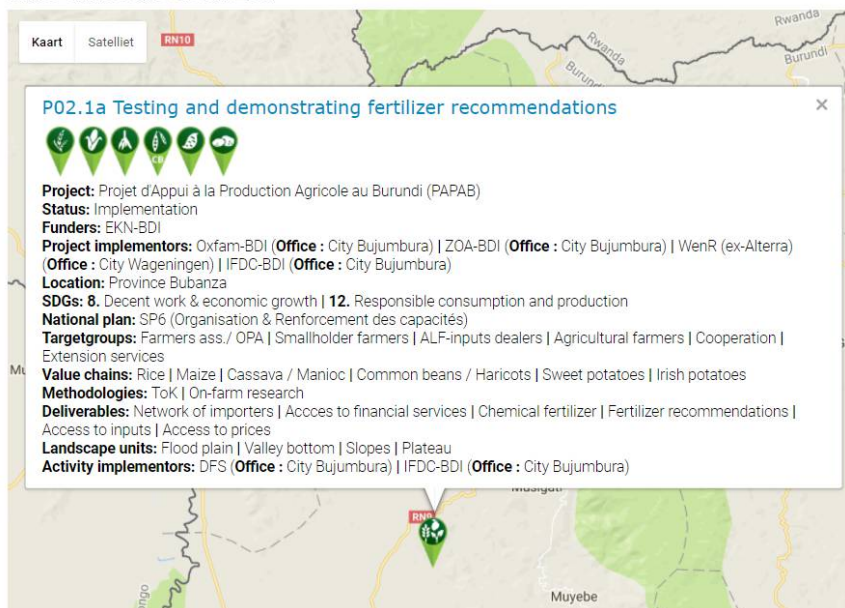 Rwanda
Kaart
Satelliet
RN10
Rwanda
Burundi
P02.1a Testing and demonstrating fertilizer recommendations
×
CB
Project: Projet d'Appui à la Production Agricole au Burundi (PAPAB)
Status: Implementation
Funders: EKN-BDI
Project implementors: Oxfam-BDI (Office : City Bujumbura) | ZOA-BDI (Office : City Bujumbura) | WenR (ex-Alterra)
(Office : City Wageningen) | IFDC-BDI (Office : City Bujumbura)
Location: Province Bubanza
SDGs: 8. Decent work & economic growth | 12. Responsible consumption and production
National plan: SP6 (Organisation & Renforcement des capacités)
Targetgroups: Farmers ass./ OPA | Smallholder farmers | ALF-inputs dealers | Agricultural farmers | Cooperation |
Extension services
Value chains: Rice | Maize | Cassava / Manioc | Common beans / Haricots | Sweet potatoes | Irish potatoes
Methodologies: ToK | On-farm research
Deliverables: Network of importers | Accces to financial services | Chemical fertilizer | Fertilizer recommendations |
Access to inputs | Access to prices
Landscape units: Flood plain | Valley bottom | Slopes | Plateau
Activity implementors: DFS (Office : City Bujumbura) | IFDC-BDI (Office : City Bujumbura)
Musigati
RN9
Muyebe